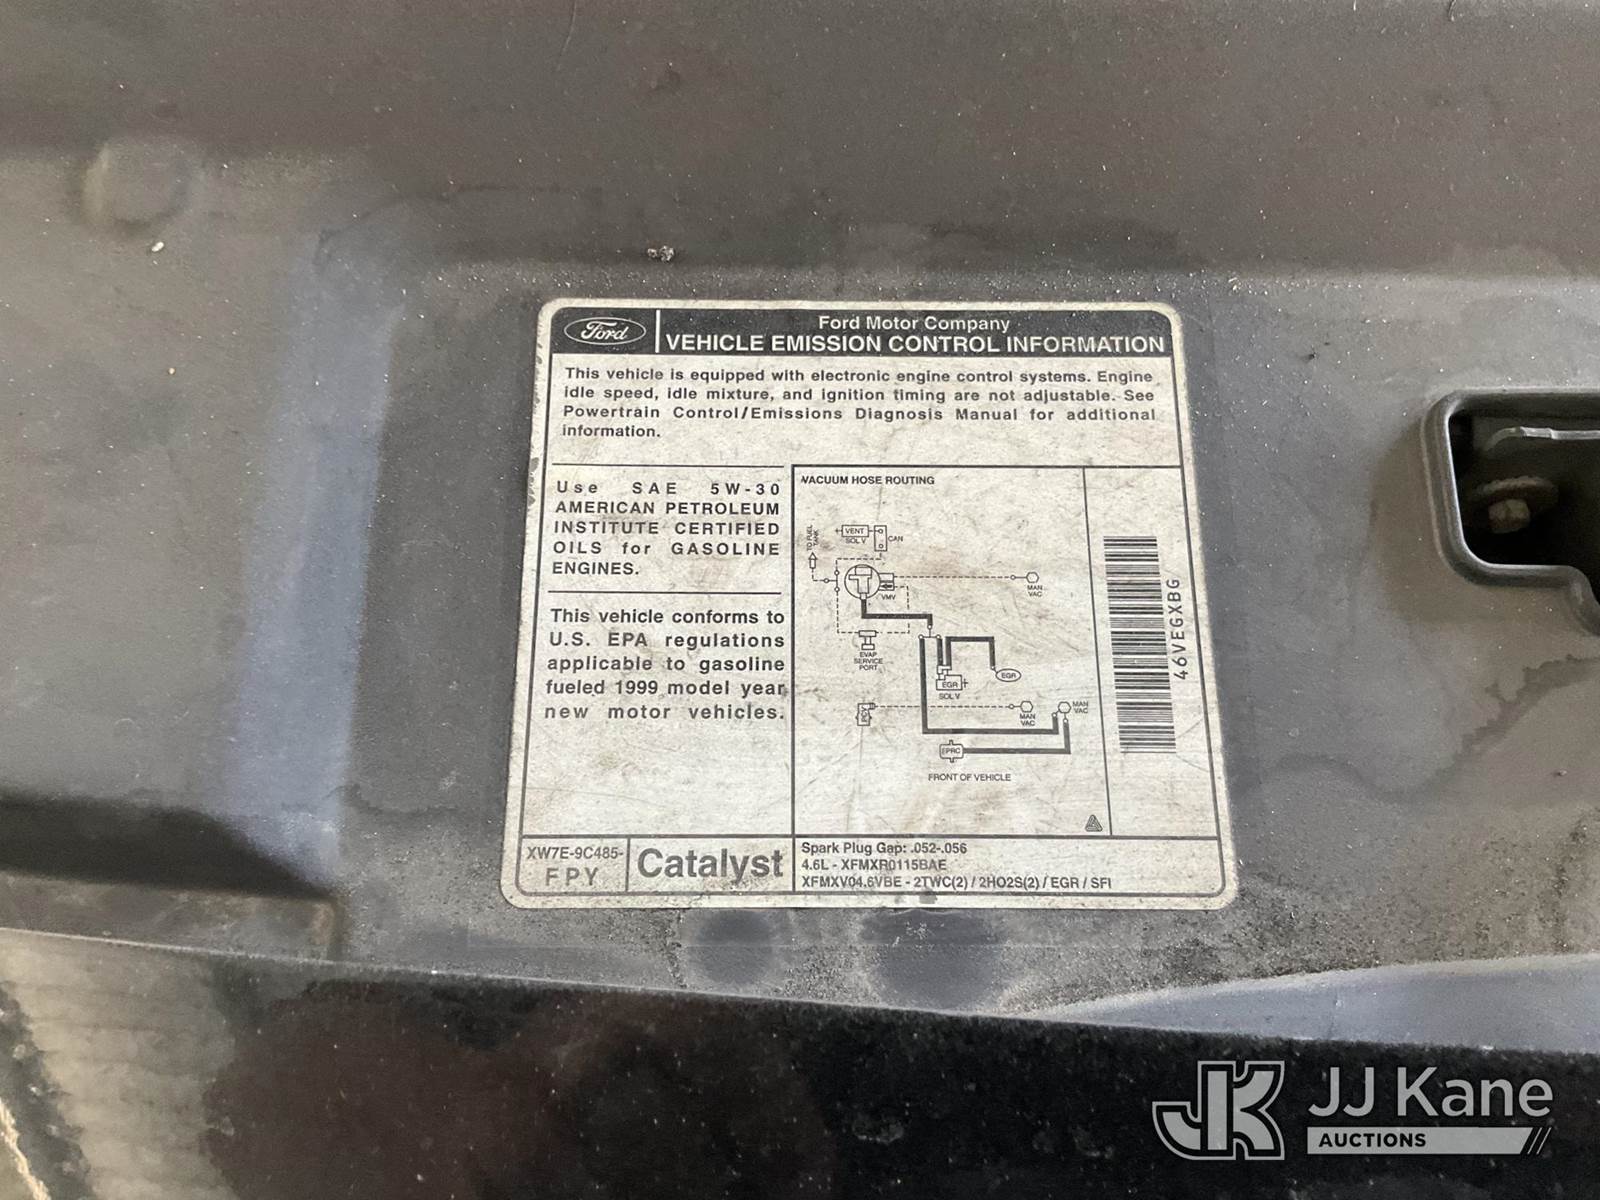 Ford
Ford Motor Company
VEHICLE EMISSION CONTROL INFORMATION
This vehicle is equipped with electronic engine control systems. Engine
idle speed, idle mixture, and ignition timing are not adjustable. See
Powertrain Control/Emissions Diagnosis Manual for additional
information.
Use SAE 5W-30
AMERICAN PETROLEUM
INSTITUTE CERTIFIED
OILS for GASOLINE
ENGINES.
This vehicle conforms to
U.S. EPA regulations
applicable to gasoline
fueled 1999 model year
new motor vehicles.
VACUUM HOSE ROUTING
TO FUEL
TANK
VENT
SOL V
CAN
VMV
MAN
VAC
EVAP
SERVICE
PORT
EGR
SOL V
EGR
PCV
MAN
VAC
MAN
VAC
EPRC
FRONT OF VEHICLE
46VEGXBG
XW7E-9C485-
FPY
Catalyst
Spark Plug Gap: .052-.056
4.6L - XFMXR0115BAE
XFMXV04.6VBE - 2TWC(2) / 2HO2S(2) / EGR / SFI
JK
JJ Kane
AUCTIONS